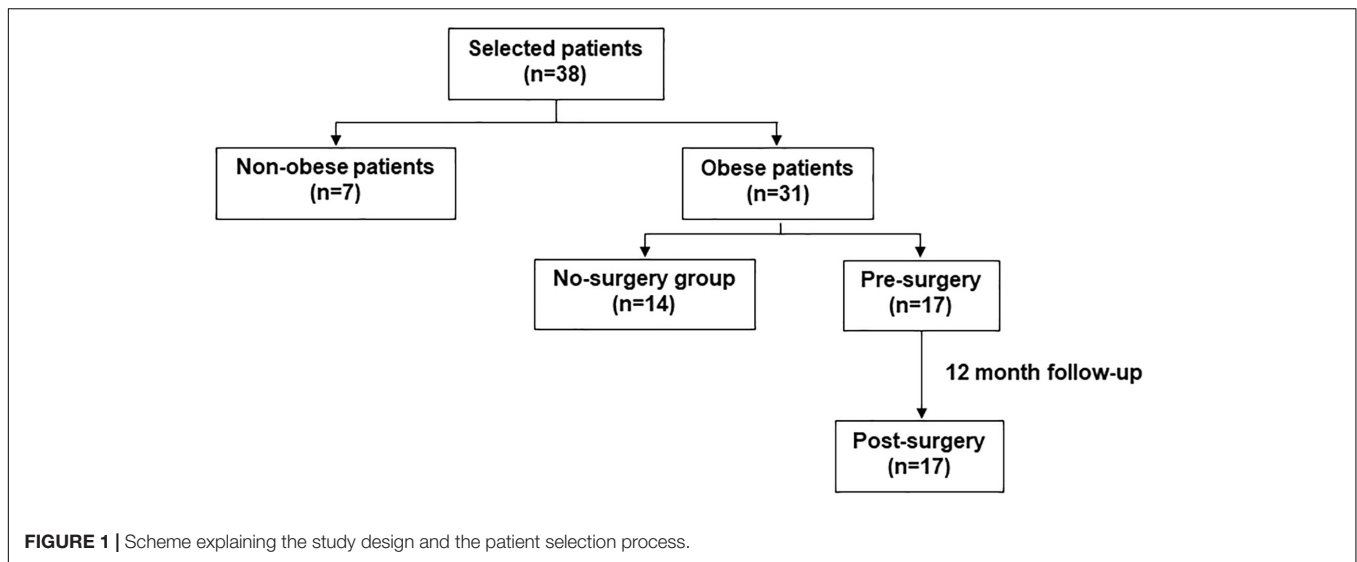 Selected patients
(n=38)
Non-obese patients
(n=7)
Obese patients
(n=31)
No-surgery group
(n=14)
Pre-surgery
(n=17)
12 month follow-up
Post-surgery
(n=17)
FIGURE 1 | Scheme explaining the study design and the patient selection process.